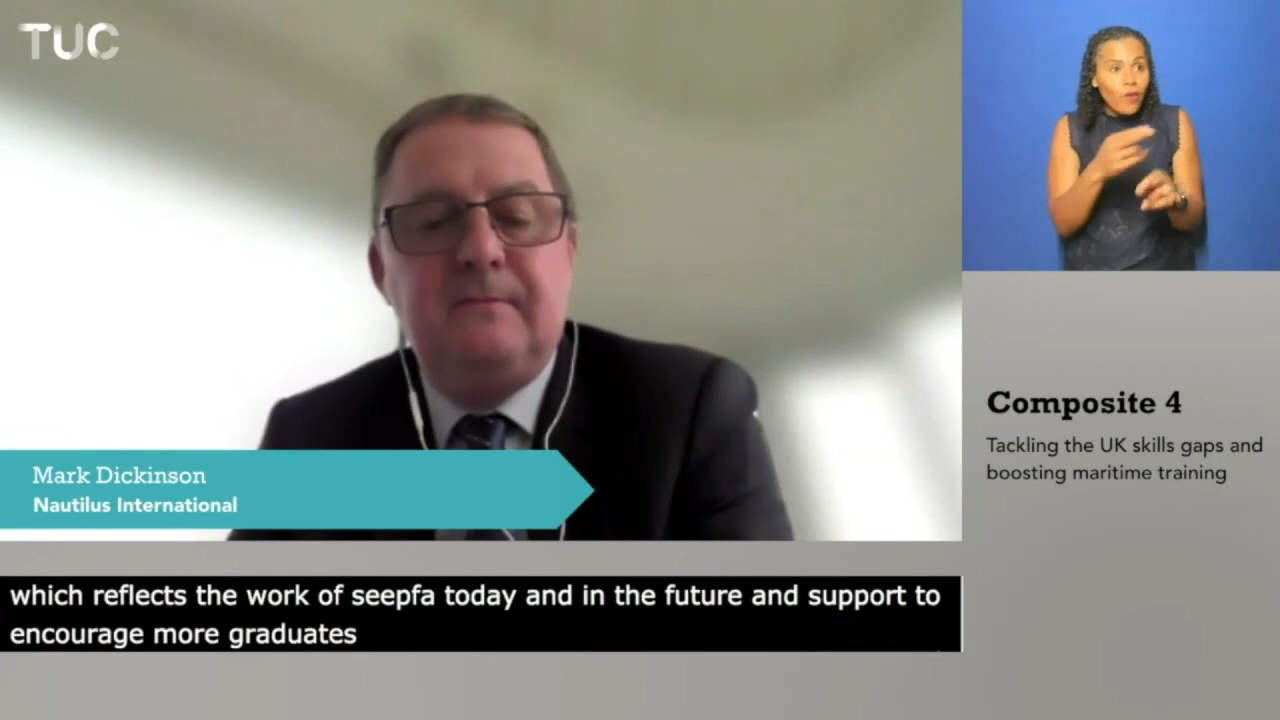 TUC
Mark Dickinson
Nautilus International
Composite 4
Tackling the UK skills gaps and
boosting maritime training
which reflects the work of seepfa today and in the future and support to
encourage more graduates